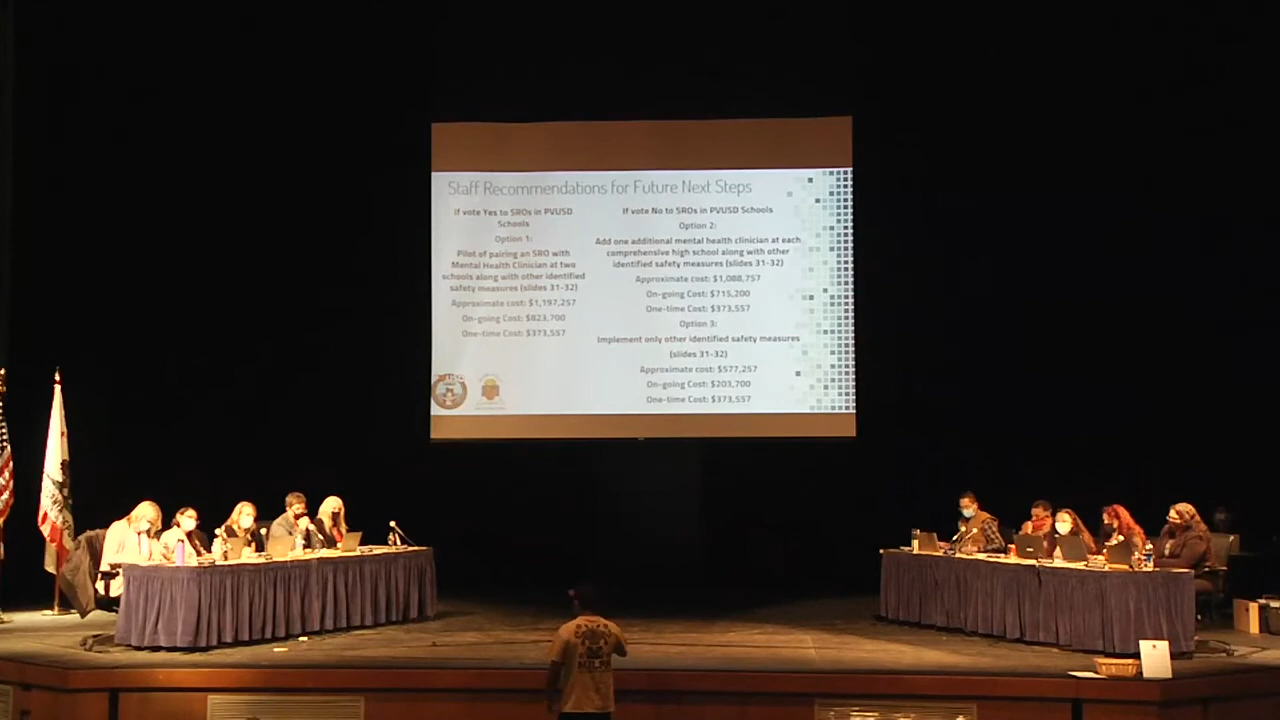 Staff Recommendations for Future Next Steps
If vote Yes to SROs in PVUSD
Schools
Option 1:
Pilot of pairing an SRO with
Mental Health Clinician at two
schools along with other identified
safety measures (slides 31-32)
Approximate cost: $1,197,257
On-going Cost: $823,700
One-time Cost: $373,557
If vote No to SROs in PVUSD Schools
Option 2:
Add one additional mental health clinician at each
comprehensive high school along with other
identified safety measures (slides 31-32)
Approximate cost: $1,088,757
On-going Cost: $715,200
One-time Cost: $373,557
Option 3:
Implement only other identified safety measures
(slides 31-32)
Approximate cost: $577,257
On-going Cost: $203,700
One-time Cost: $373,557